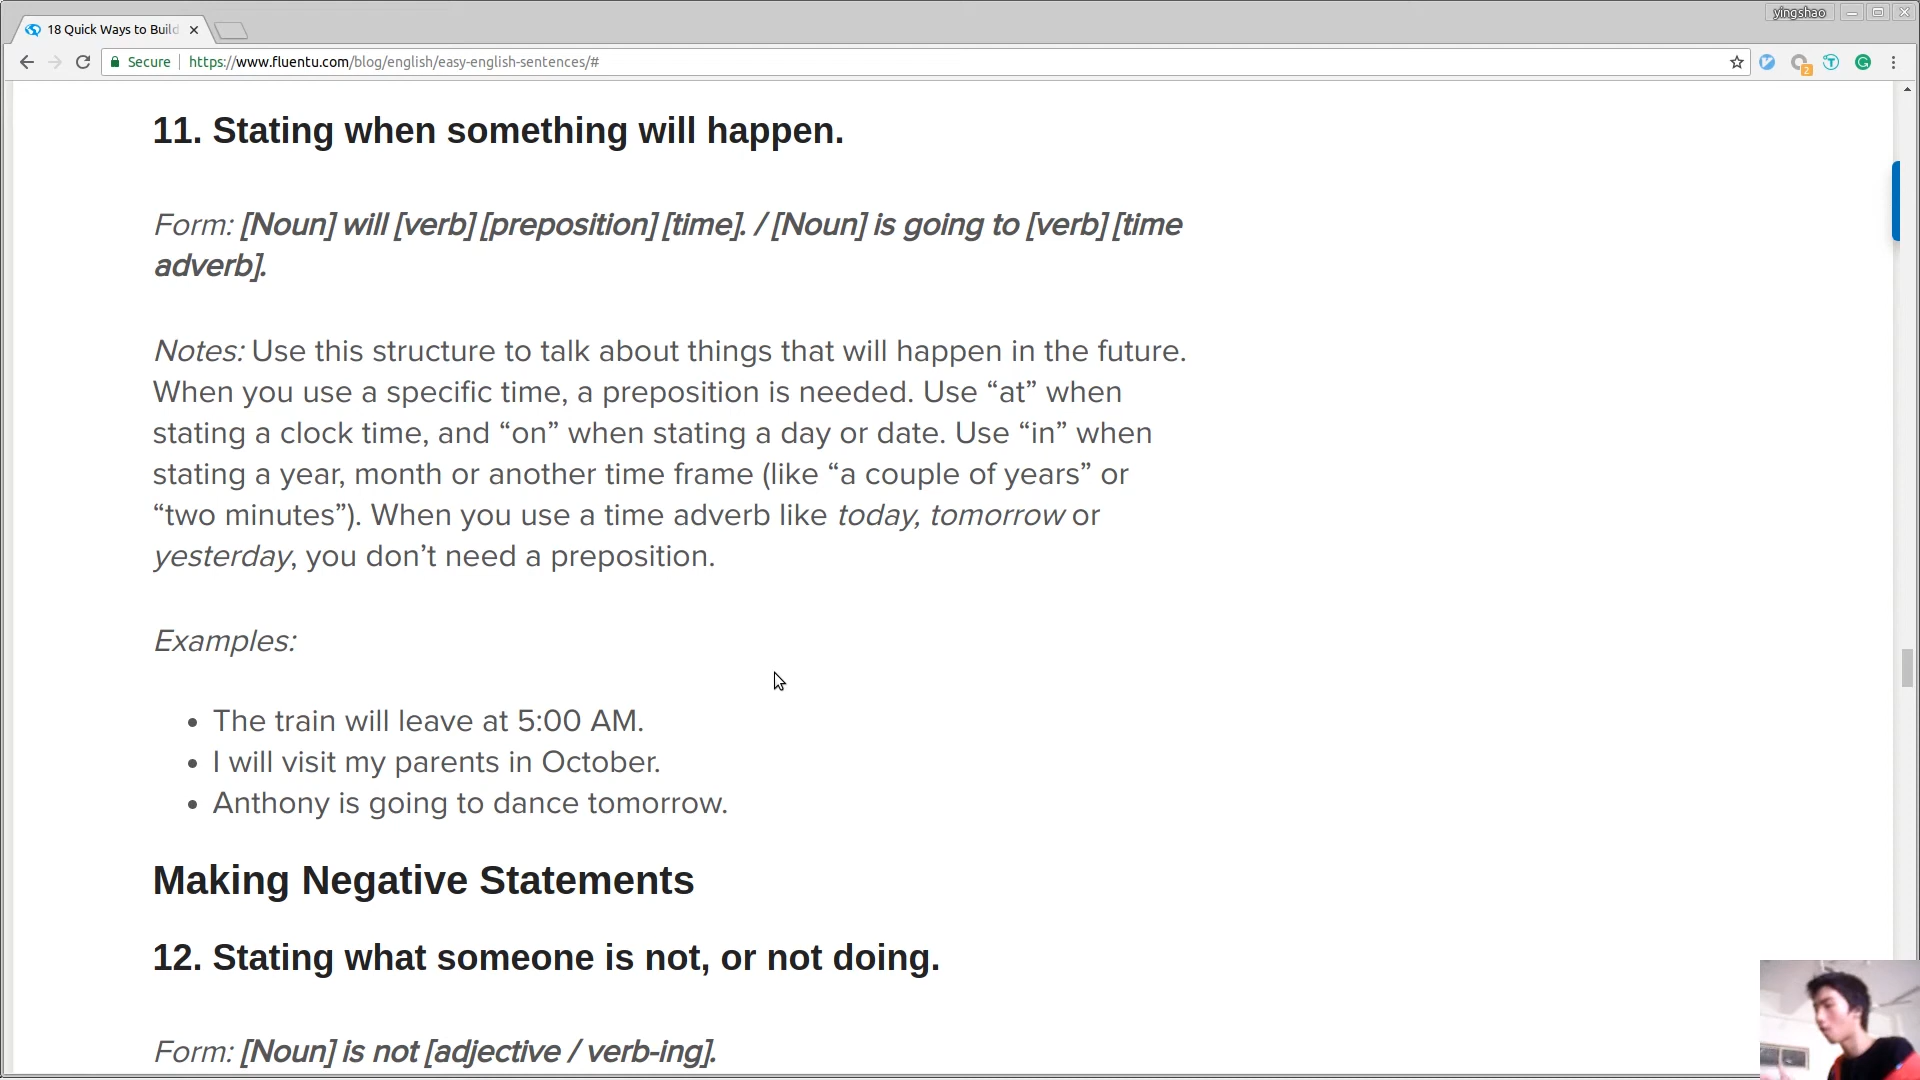 yingshao
18 Quick Ways to Build
Secure https://www.fluentu.com/blog/english/easy-english-sentences/#
2
11. Stating when something will happen.
Form: [Noun] will [verb] [preposition] [time]. / [Noun] is going to [verb] [time
adverb].
Notes: Use this structure to talk about things that will happen in the future.
When you use a specific time, a preposition is needed. Use “at” when
stating a clock time, and “on” when stating a day or date. Use “in” when
stating a year, month or another time frame (like “a couple of years” or
“two minutes”). When you use a time adverb like today, tomorrow or
yesterday, you don’t need a preposition.
Examples:
• The train will leave at 5:00 AM.
• I will visit my parents in October.
• Anthony is going to dance tomorrow.
Making Negative Statements
12. Stating what someone is not, or not doing.
Form: [Noun] is not [adjective / verb-ing].